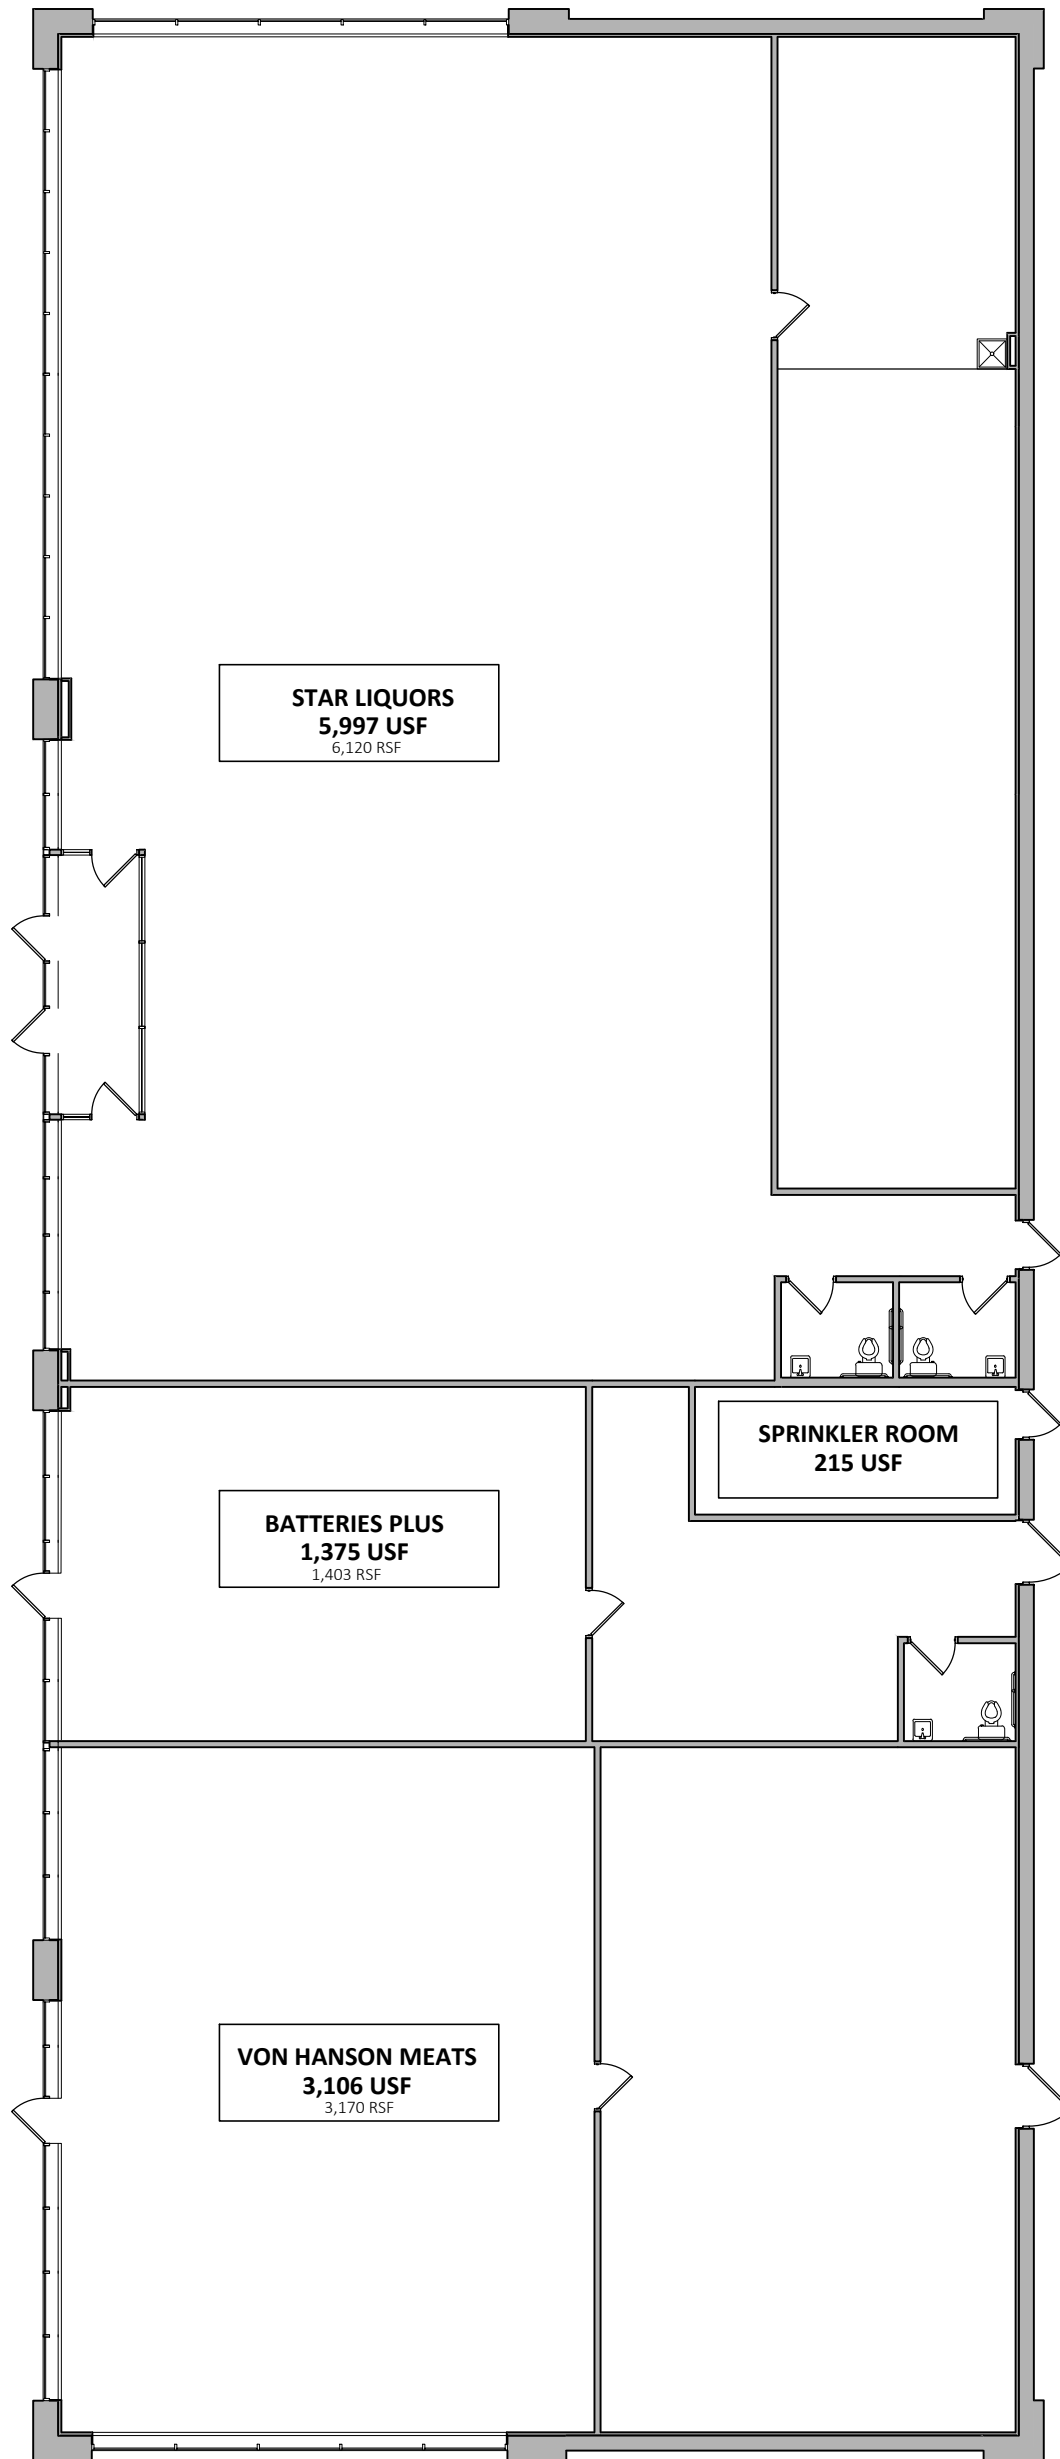 STAR LIQUORS
5,997 USF
6,120 RSF
SPRINKLER ROOM
215 USF
BATTERIES PLUS
1,375 USF
1,403 RSF
VON HANSON MEATS
3,106 USF
3,170 RSF